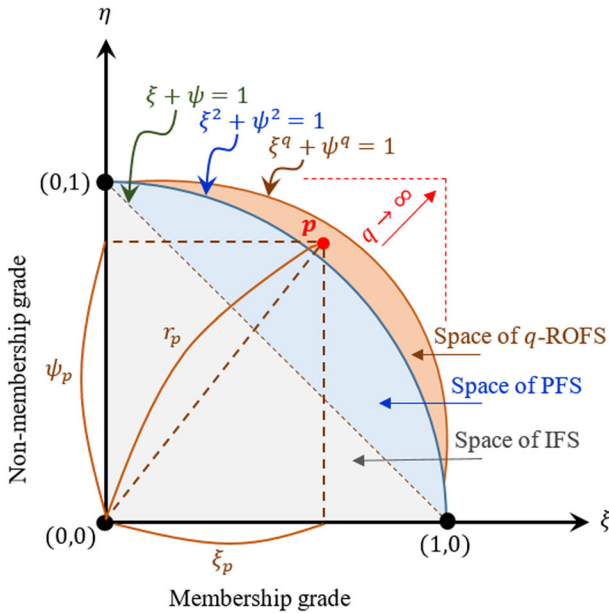 η
ξ + ψ = 1
ξ² + ψ² = 1
ξ^q + ψ^q = 1
(0,1)
p
q → ∞
r_p
ψ_p
Non-membership grade
Space of q-ROFS
Space of PFS
Space of IFS
(0,0)
ξ_p
(1,0)
ξ
Membership grade